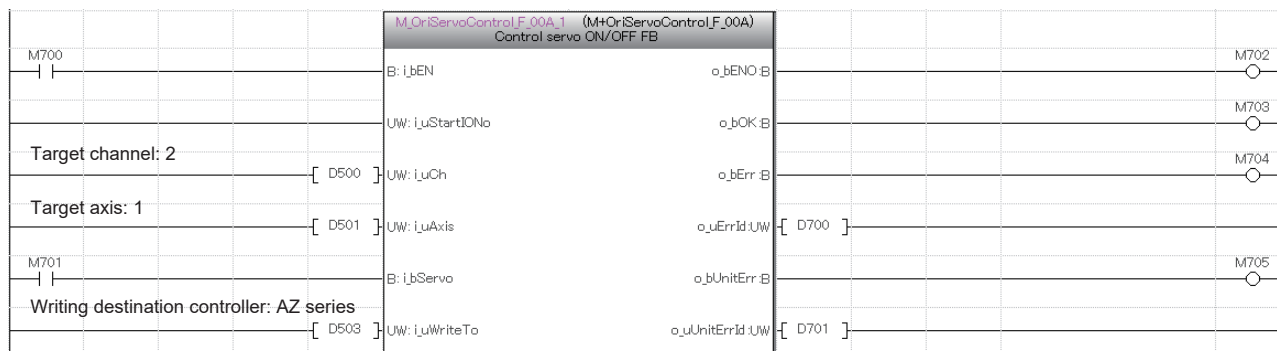 M_OriServoControl_F_00A_1 (M+OriServoControl_F_00A)
Control servo ON/OFF FB
M700
B: i_bEN
o_bENO:B
M702
UW: i_uStartIONo
o_bOK:B
M703
Target channel: 2
D500
UW: i_uCh
o_bErr:B
M704
Target axis: 1
D501
UW: i_uAxis
o_uErrId:UW
D700
M701
B: i_bServo
o_bUnitErr:B
M705
Writing destination controller: AZ series
D503
UW: i_uWriteTo
o_uUnitErrId:UW
D701